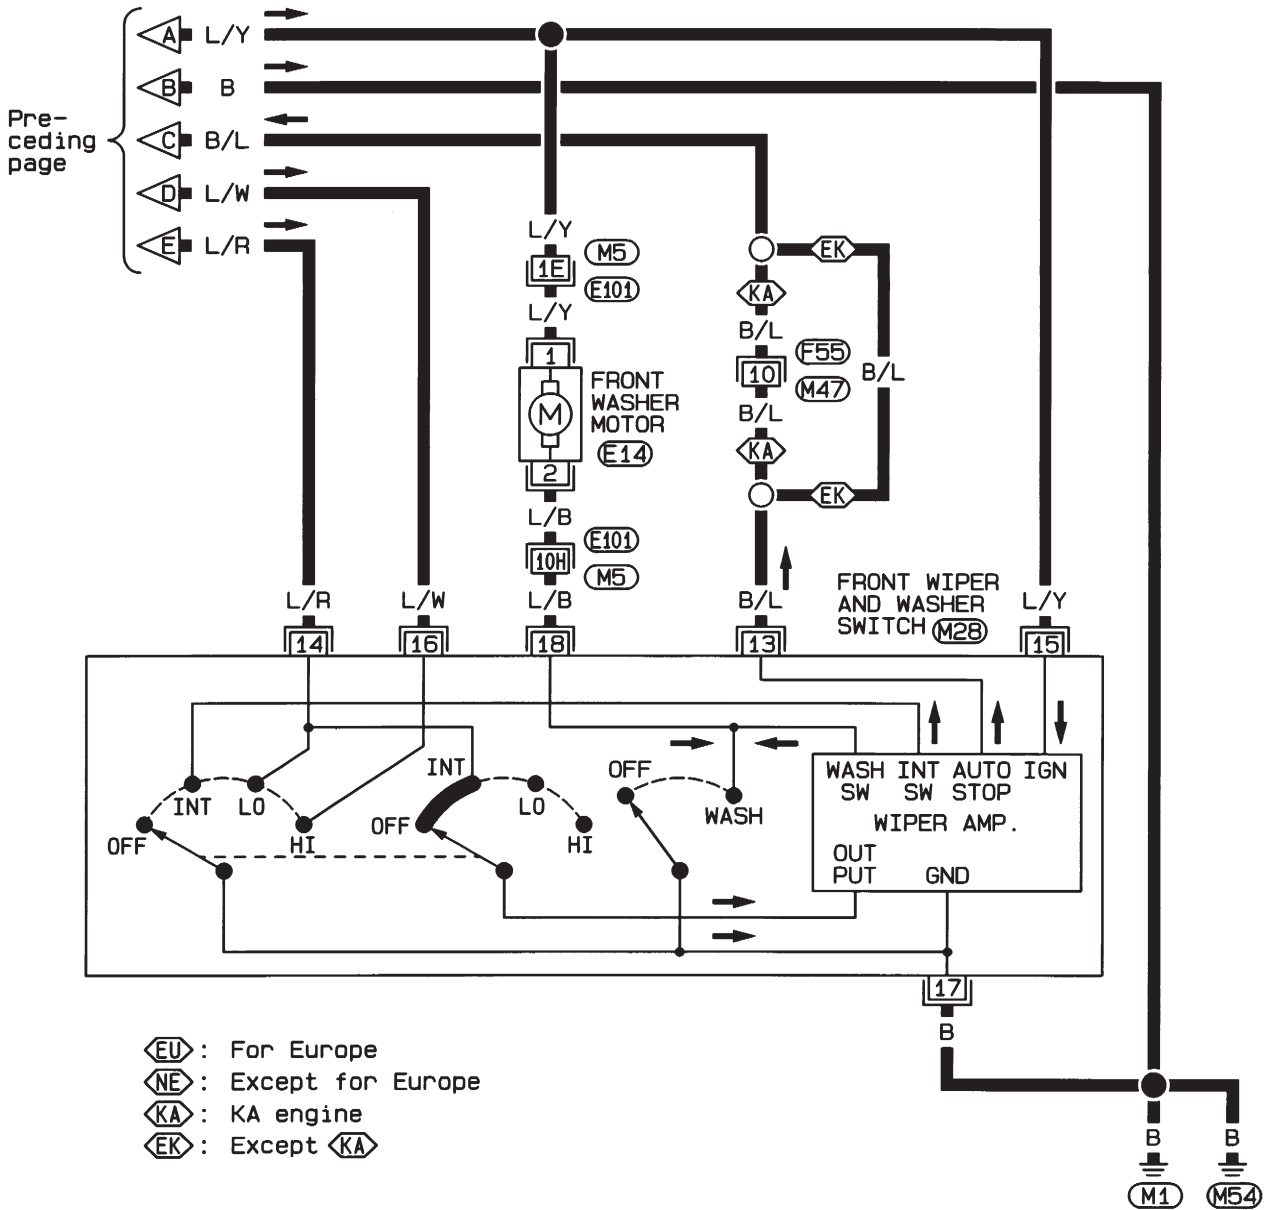 A L/Y
B B
C B/L
D L/W
E L/R
Pre-
ceding
page
L/Y
1E
M5
E101
L/Y
1
M
FRONT
WASHER
MOTOR
E14
2
L/B
E101
10H
M5
L/B
EK
KA
B/L
F55
10
M47
B/L
B/L
KA
EK
L/R
L/W
B/L
FRONT WIPER
AND WASHER
SWITCH M28
L/Y
14
16
18
13
15
INT
LO
OFF
HI
INT
LO
OFF
HI
OFF
WASH
WASH INT AUTO IGN
SW SW STOP
WIPER AMP.
OUT
PUT GND
17
B
EU : For Europe
NE : Except for Europe
KA : KA engine
EK : Except KA
B
B
M1
M54